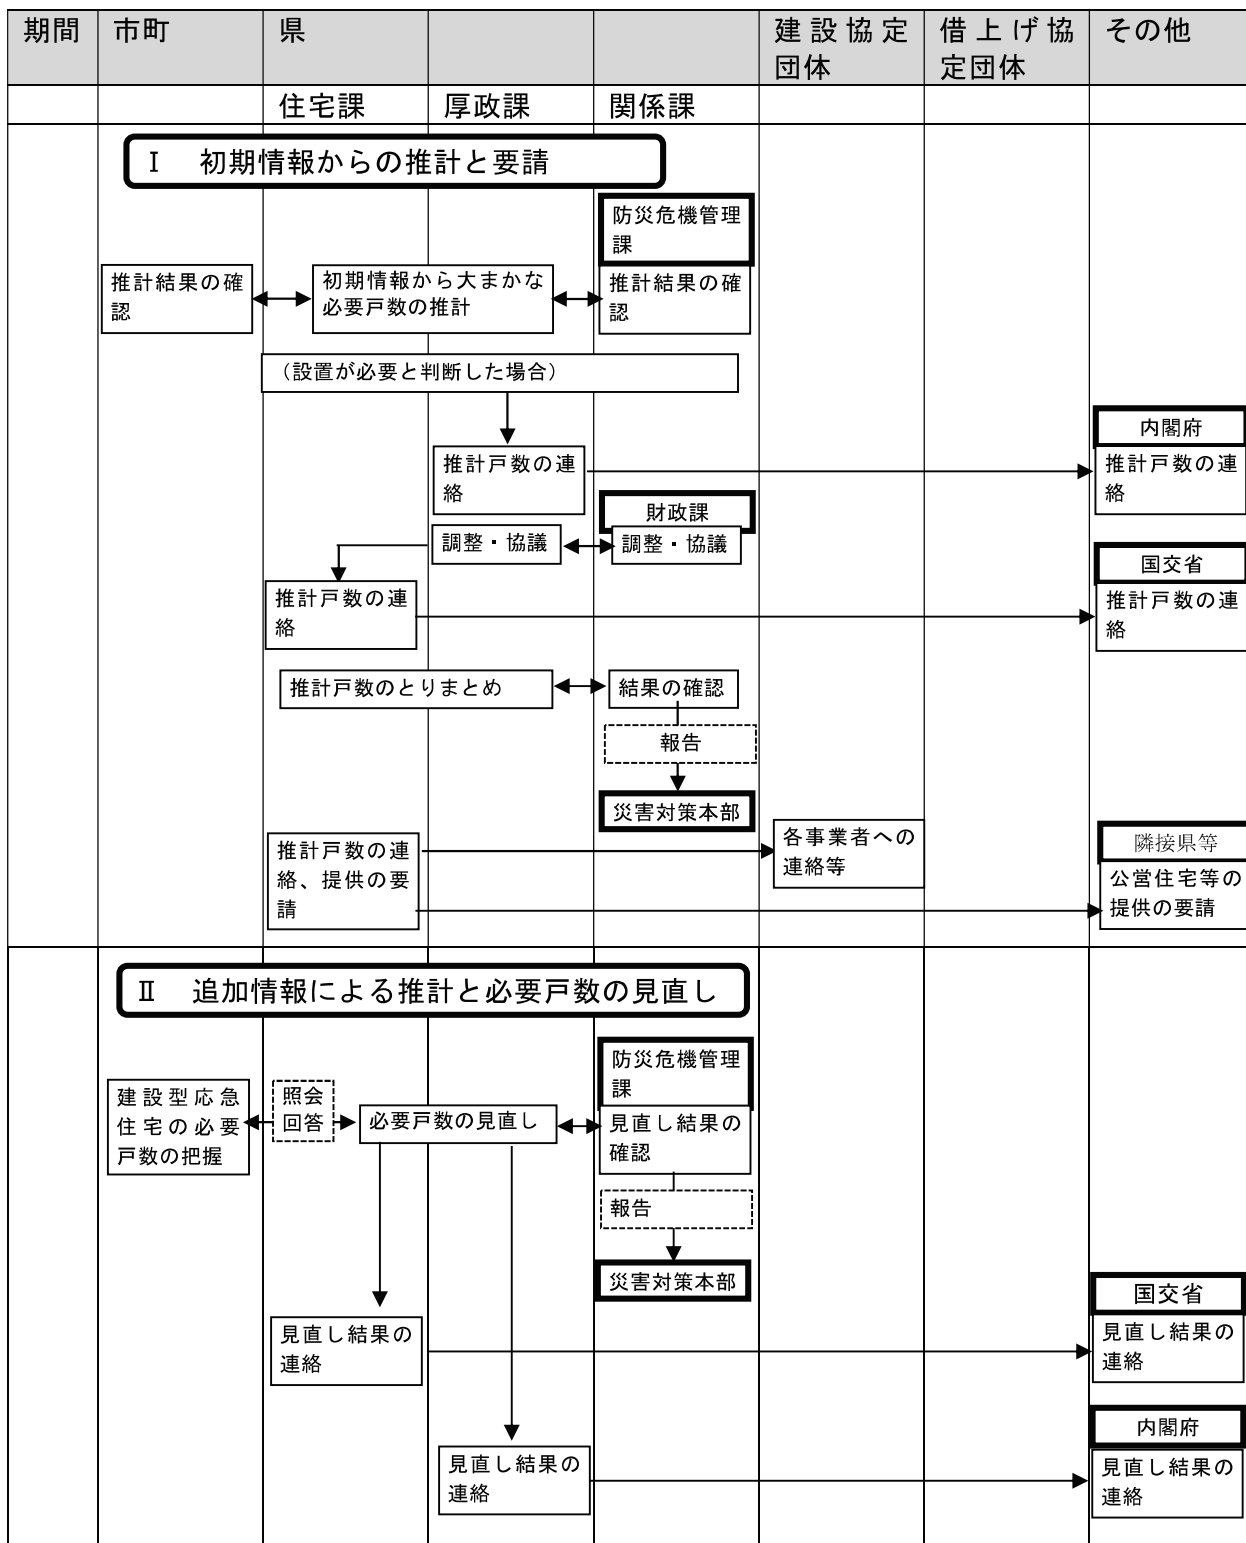 期間
市町
県
建設協定
団体
借上げ協
定団体
その他
住宅課
厚政課
関係課
Ⅰ 初期情報からの推計と要請
防災危機管理
課
推計結果の確
認
初期情報から大まかな
必要戸数の推計
推計結果の確
認
（設置が必要と判断した場合）
内閣府
推計戸数の連
絡
推計戸数の連
絡
財政課
調整・協議
調整・協議
国交省
推計戸数の連
絡
推計戸数の連
絡
推計戸数のとりまとめ
結果の確認
報告
災害対策本部
推計戸数の連
絡、提供の要
請
各事業者への
連絡等
隣接県等
公営住宅等の
提供の要請
Ⅱ 追加情報による推計と必要戸数の見直し
防災危機管理
課
建設型応急
住宅の必要
戸数の把握
照会
回答
必要戸数の見直し
見直し結果の
確認
報告
災害対策本部
国交省
見直し結果の
連絡
見直し結果の
連絡
内閣府
見直し結果の
連絡
見直し結果の
連絡